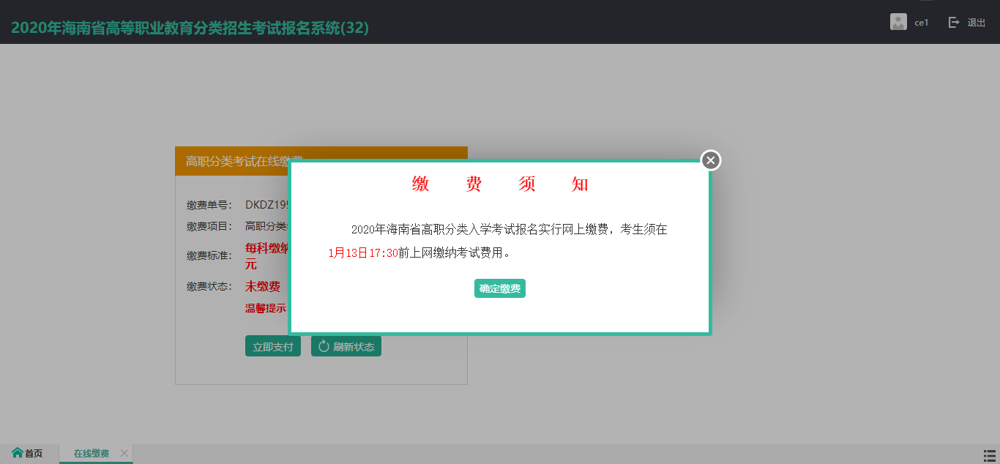 2020年海南省高等职业教育分类招生考试报名系统(32)
ce1
退出
高职分类考试在线缴费
缴费单号：
DKDZ195
缴费项目：
高职分类
缴费标准：
每科缴纳
元
缴费状态：
未缴费
温馨提示
立即支付
刷新状态
缴费须知
2020年海南省高职分类入学考试报名实行网上缴费，考生须在
1月13日17:30前上网缴纳考试费用。
确定缴费
首页
在线缴费